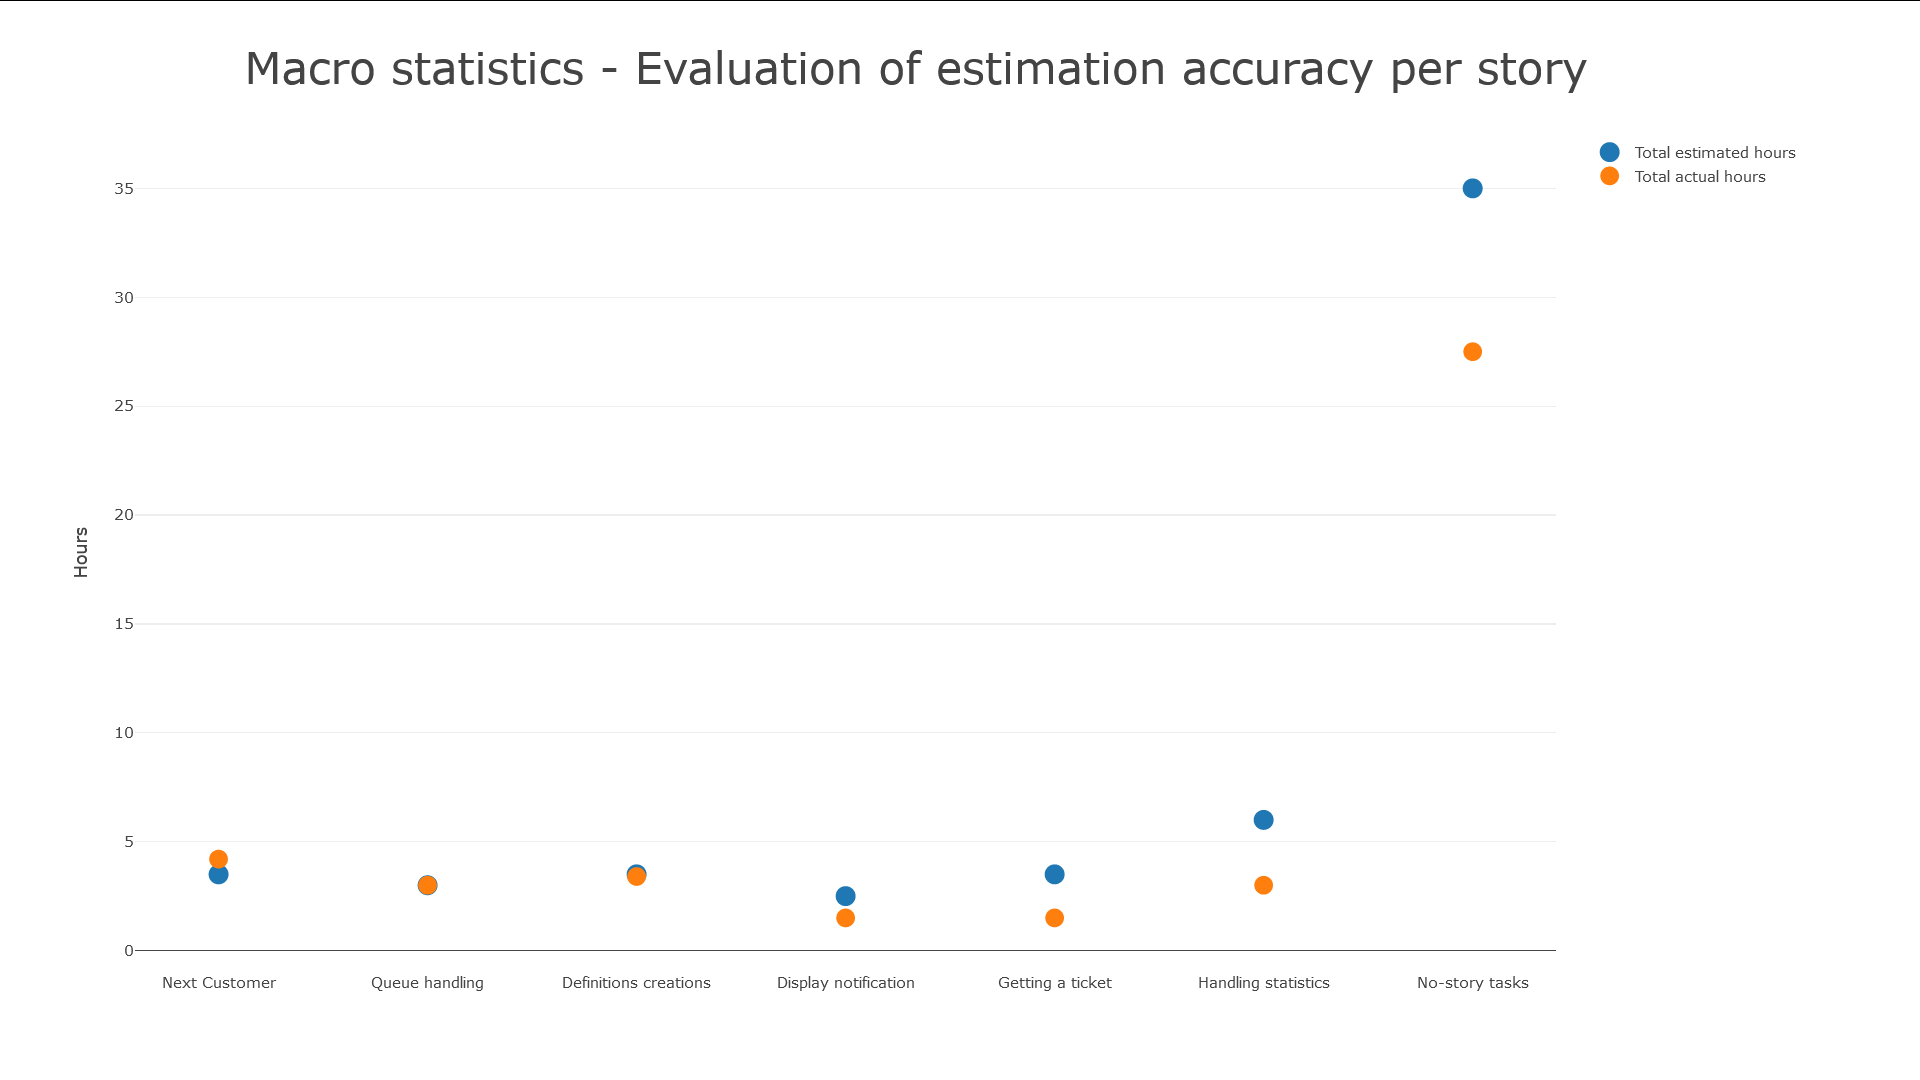 Macro statistics - Evaluation of estimation accuracy per story
Total estimated hours
Total actual hours
Hours
35
30
25
20
15
10
5
0
Next Customer
Queue handling
Definitions creations
Display notification
Getting a ticket
Handling statistics
No-story tasks